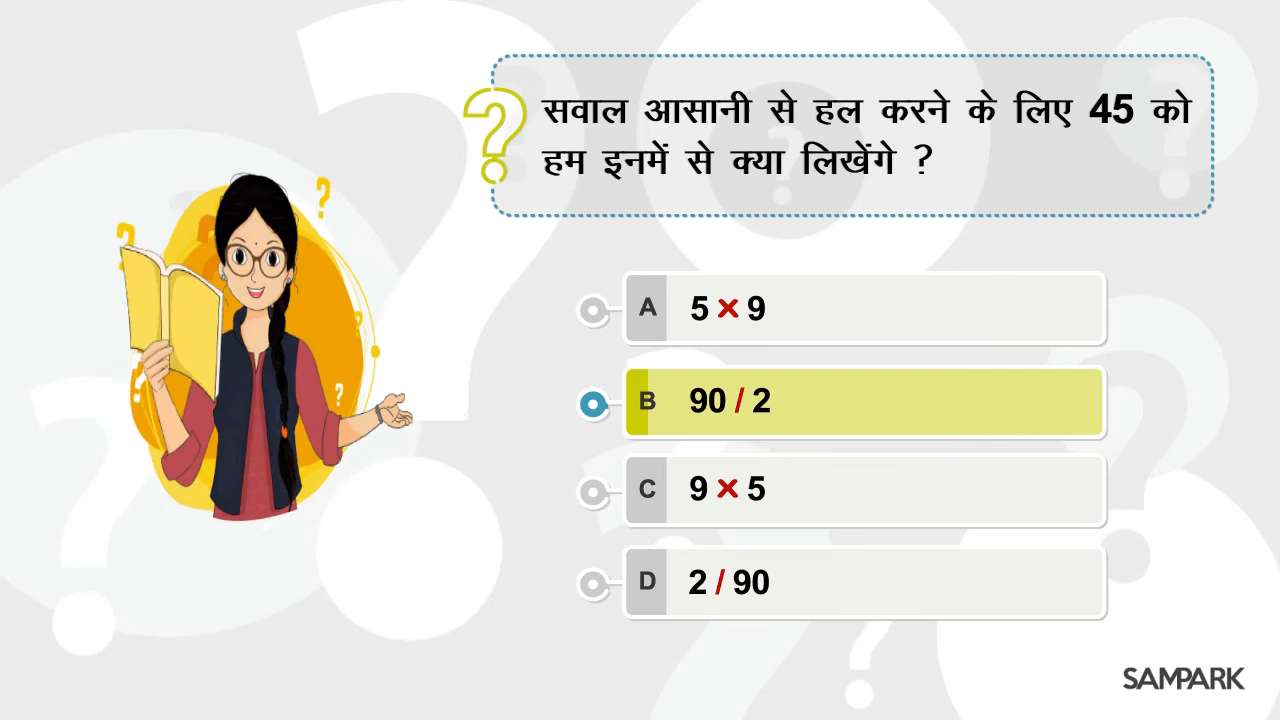 सवाल आसानी से हल करने के लिए 45 को
हम इनमें से क्या लिखेंगे ?
A 5 × 9
B 90 / 2
C 9 × 5
D 2 / 90
SAMPARK